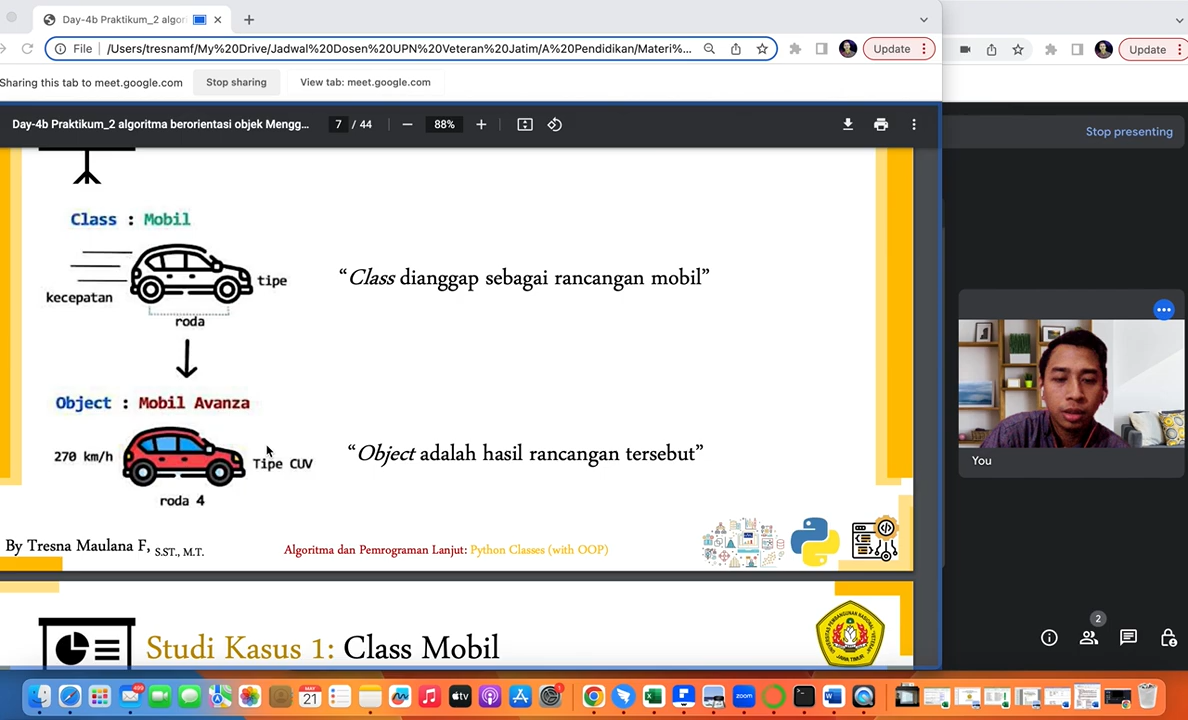 Day-4b Praktikum_2 algori
File
/Users/tresnamf/My%20Drive/Jadwal%20Dosen%20UPN%20Veteran%20Jatim/A%20Pendidikan/Materi%...
Update
Update
Sharing this tab to meet.google.com
Stop sharing
View tab: meet.google.com
Day-4b Praktikum_2 algoritma berorientasi objek Mengg...
7 / 44
88%
Stop presenting
Class : Mobil
kecepatan
tipe
roda
“Class dianggap sebagai rancangan mobil”
Object : Mobil Avanza
270 km/h
Tipe CUV
roda 4
“Object adalah hasil rancangan tersebut”
You
By Tresna Maulana F, S.ST., M.T.
Algoritma dan Pemrograman Lanjut: Python Classes (with OOP)
Studi Kasus 1: Class Mobil
2
MAY
21
tv
zoom